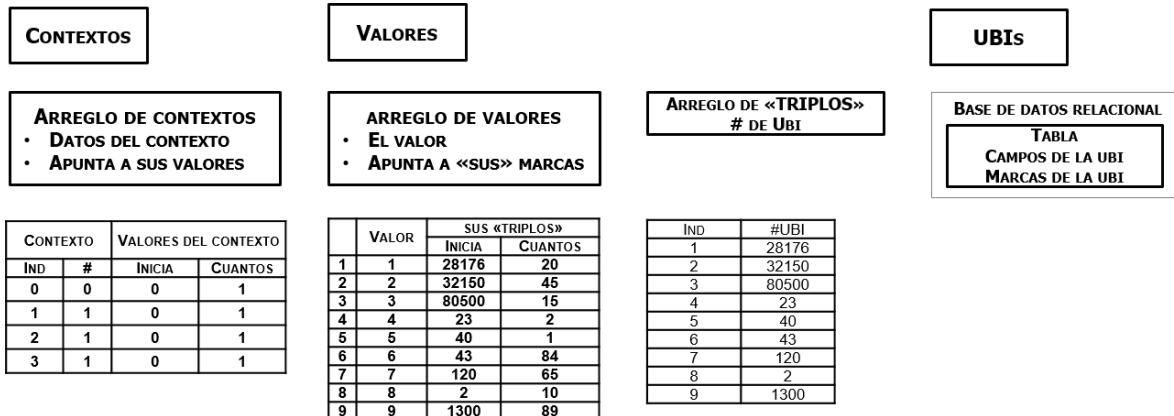 CONTEXTOS
VALORES
UBIS
ARREGLO DE CONTEXTOS
• DATOS DEL CONTEXTO
• APUNTA A SUS VALORES
ARREGLO DE VALORES
• EL VALOR
• APUNTA A «SUS» MARCAS
ARREGLO DE «TRIPLOS»
# DE UBI
BASE DE DATOS RELACIONAL
TABLA
CAMPOS DE LA UBI
MARCAS DE LA UBI
CONTEXTO VALORES DEL CONTEXTO
IND # INICIA CUANTOS
0 0 0 1
1 1 0 1
2 1 0 1
3 1 0 1
VALOR SUS «TRIPLOS»
INICIA CUANTOS
1 1 28176 20
2 2 32150 45
3 3 80500 15
4 4 23 2
5 5 40 1
6 6 43 84
7 7 120 65
8 8 2 10
9 9 1300 89
IND #UBI
1 28176
2 32150
3 80500
4 23
5 40
6 43
7 120
8 2
9 1300